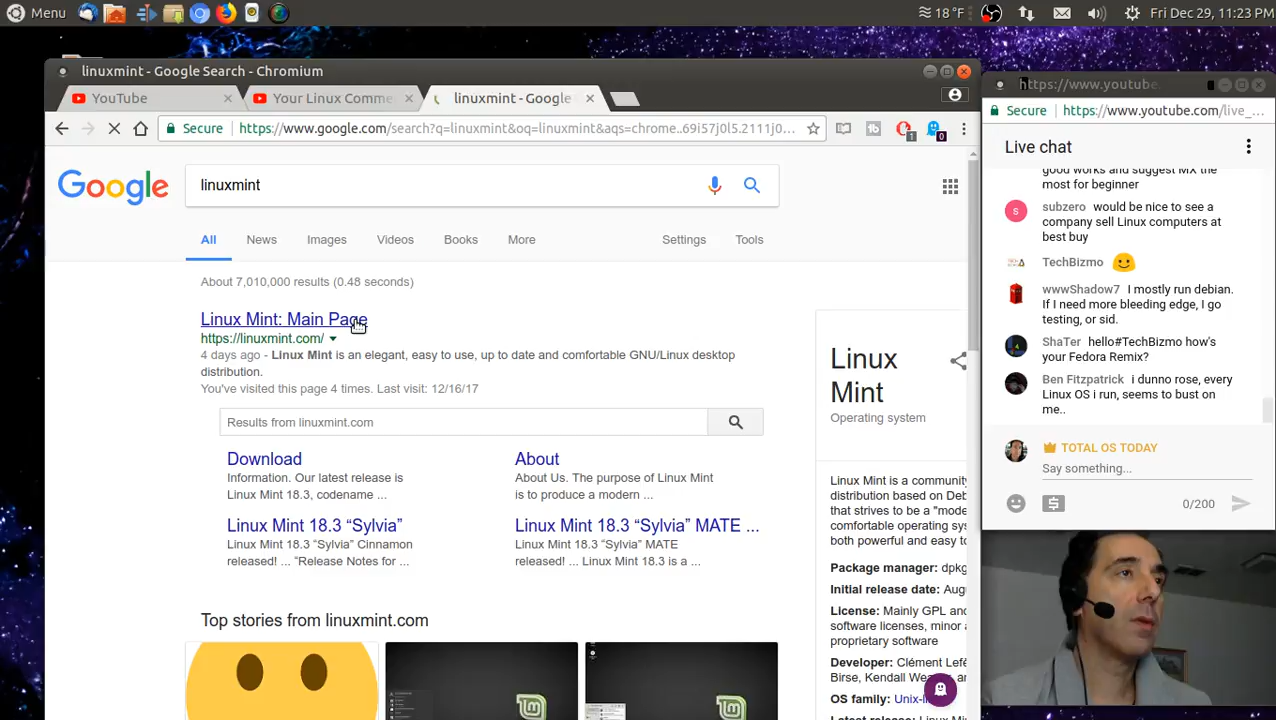 Menu
18 °F
Fri Dec 29, 11:23 PM
linuxmint - Google Search - Chromium
YouTube
Your Linux Comme
linuxmint - Google
Secure
https://www.google.com/search?q=linuxmint&oq=linuxmint&aqs=chrome..69i57j0l5.2111j0...
1
0
Google
linuxmint
All
News
Images
Videos
Books
More
Settings
Tools
About 7,010,000 results (0.48 seconds)
Linux Mint: Main Page
https://linuxmint.com/
4 days ago - Linux Mint is an elegant, easy to use, up to date and comfortable GNU/Linux desktop
distribution.
You've visited this page 4 times. Last visit: 12/16/17
Results from linuxmint.com
Download
Information. Our latest release is
Linux Mint 18.3, codename ...
About
About Us. The purpose of Linux Mint
is to produce a modern ...
Linux Mint 18.3 “Sylvia”
Linux Mint 18.3 “Sylvia” Cinnamon
released! ... “Release Notes for ...
Linux Mint 18.3 “Sylvia” MATE ...
Linux Mint 18.3 “Sylvia” MATE
released! ... Linux Mint 18.3 is a ...
Top stories from linuxmint.com
Linux
Mint
Operating system
Linux Mint is a community
distribution based on Deb
that strives to be a "mode
comfortable operating sys
both powerful and easy to
Package manager: dpkg
Initial release date: Aug
License: Mainly GPL and
software licenses, minor a
proprietary software
Developer: Clément Lefè
Birse, Kendall Wea
OS family: Unix-l
https://www.youtube.
Secure
https://www.youtube.com/live_...
Live chat
good works and suggest MX the
most for beginner
s
subzero would be nice to see a
company sell Linux computers at
best buy
TechBizmo
wwwShadow7 I mostly run debian.
If I need more bleeding edge, I go
testing, or sid.
ShaTer hello#TechBizmo how's
your Fedora Remix?
Ben Fitzpatrick i dunno rose, every
Linux OS i run, seems to bust on
me..
TOTAL OS TODAY
Say something...
0/200